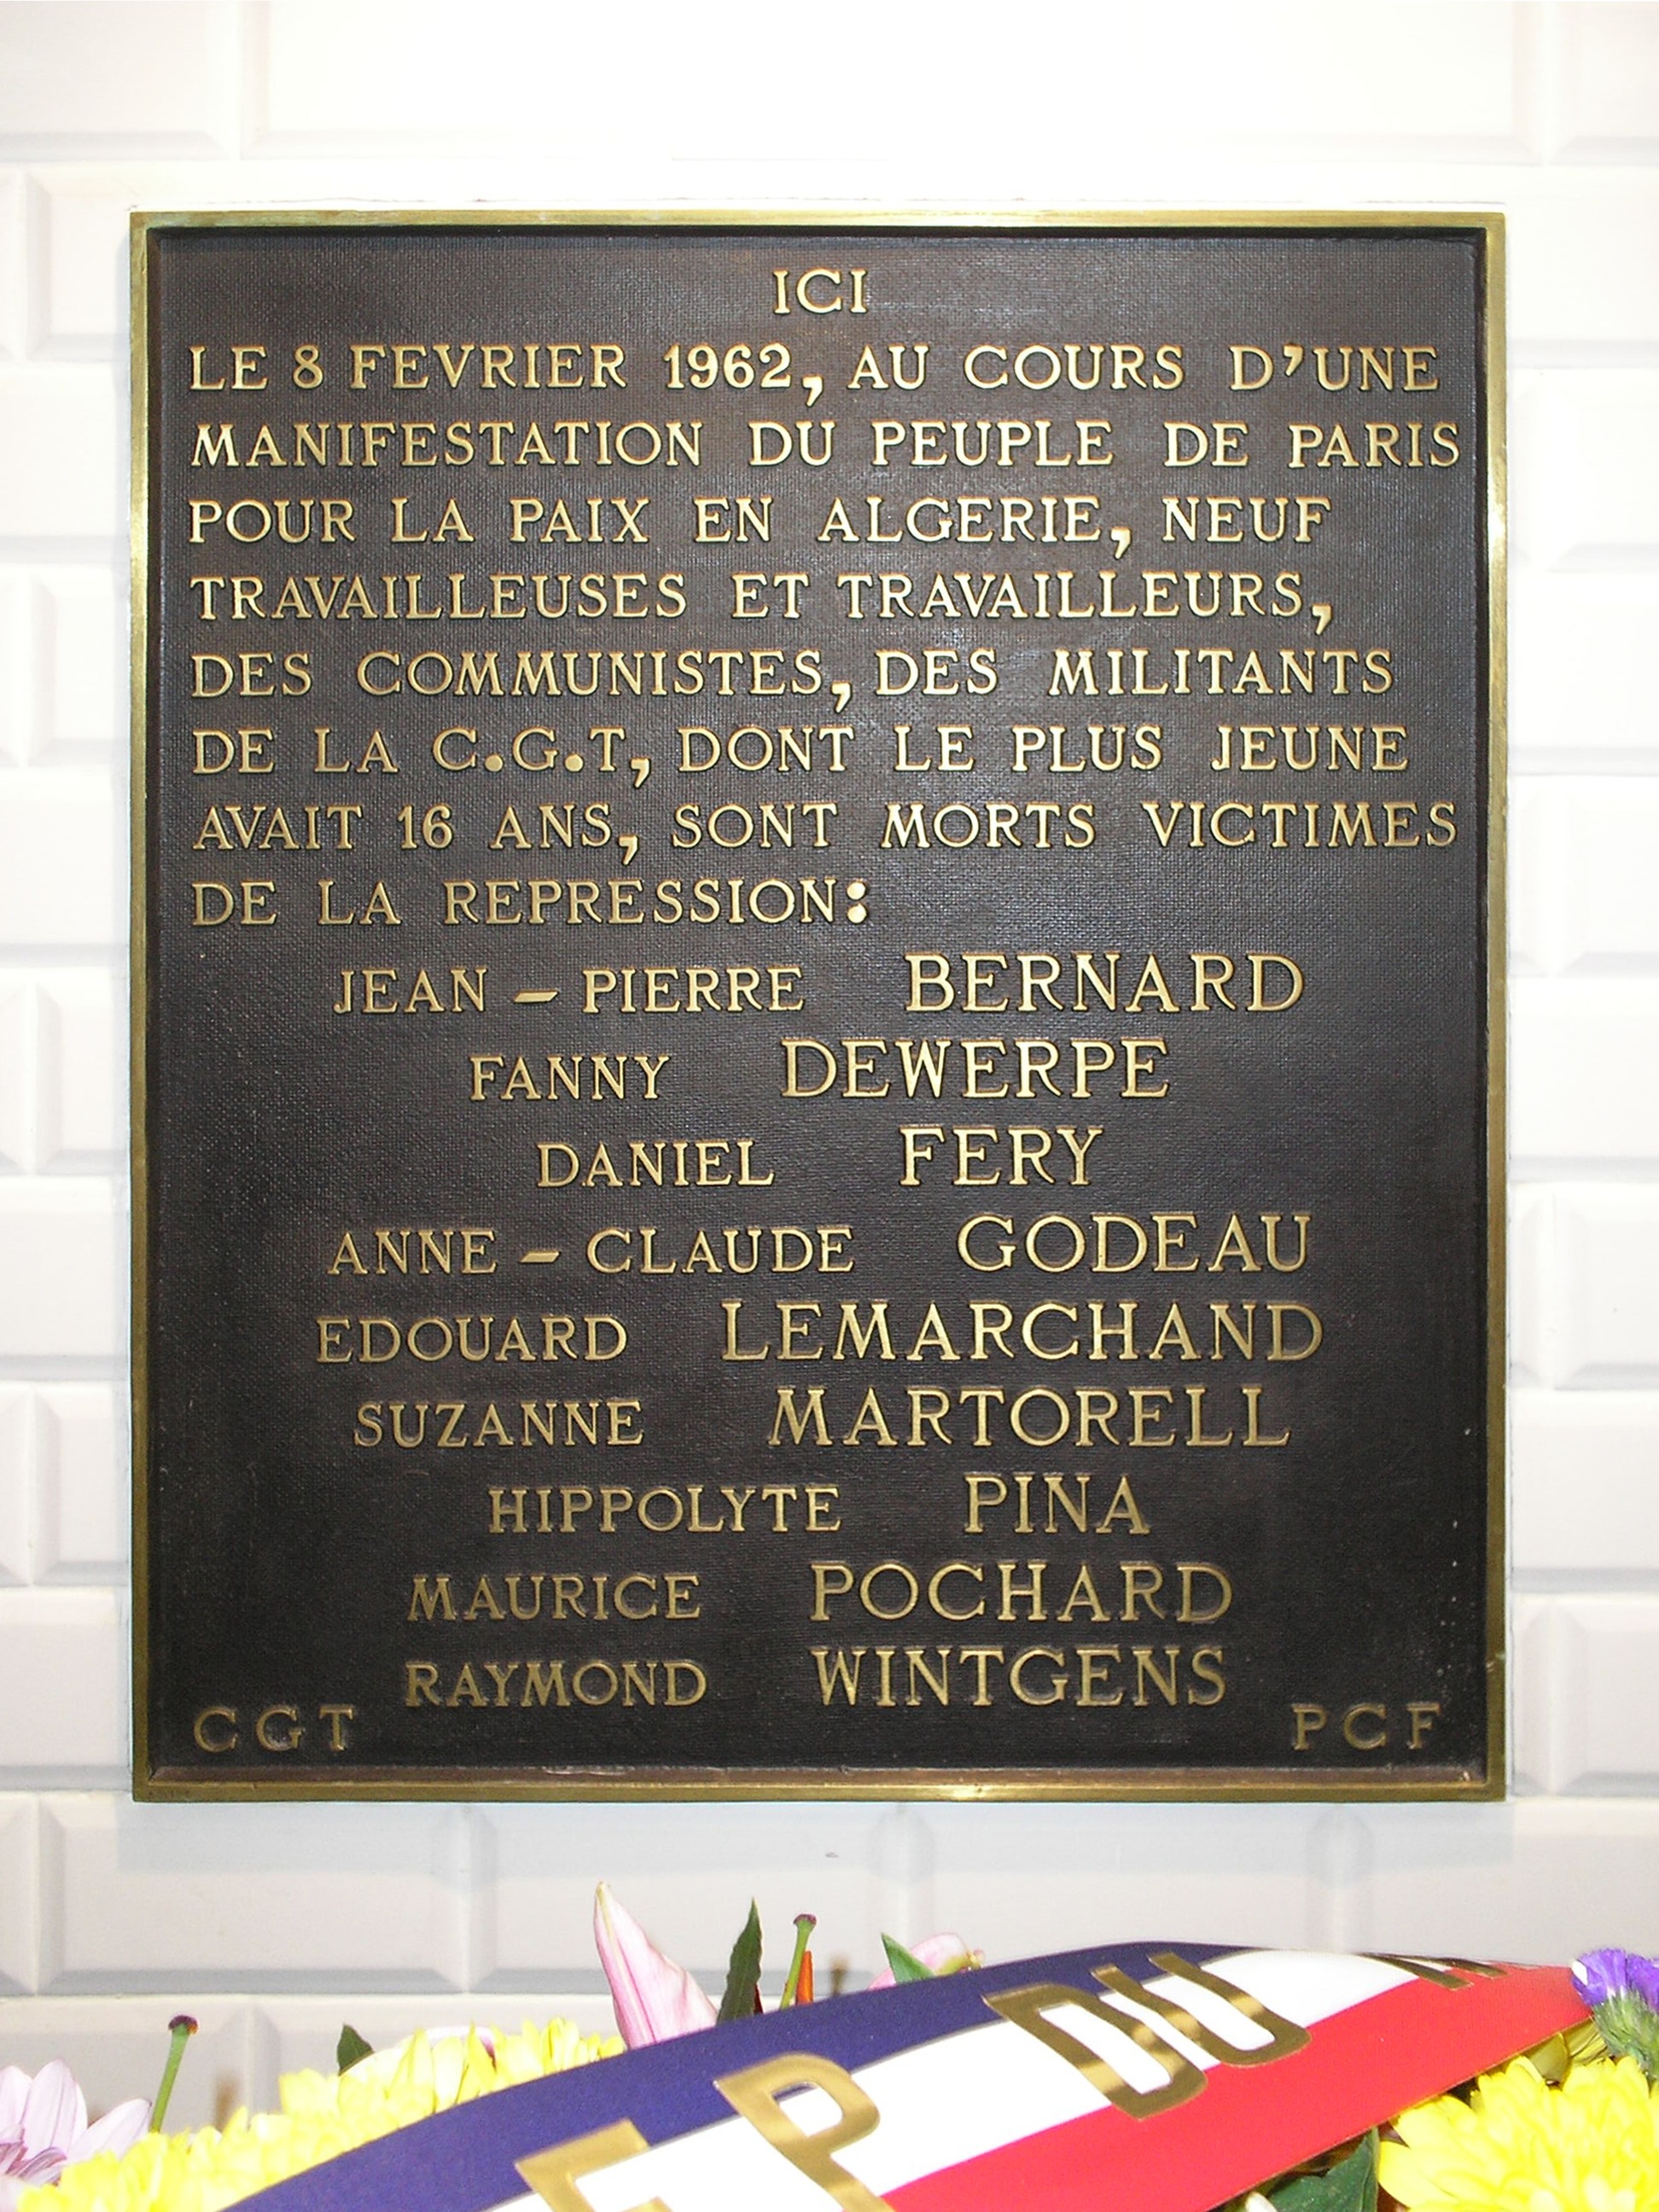 ICI
LE 8 FEVRIER 1962, AU COURS D'UNE
MANIFESTATION DU PEUPLE DE PARIS
POUR LA PAIX EN ALGERIE, NEUF
TRAVAILLEUSES ET TRAVAILLEURS,
DES COMMUNISTES, DES MILITANTS
DE LA C.G.T, DONT LE PLUS JEUNE
AVAIT 16 ANS, SONT MORTS VICTIMES
DE LA REPRESSION:
JEAN - PIERRE BERNARD
FANNY DEWERPE
DANIEL FERY
ANNE - CLAUDE GODEAU
EDOUARD LEMARCHAND
SUZANNE MARTORELL
HIPPOLYTE PINA
MAURICE POCHARD
RAYMOND WINTGENS
CGT PCF
DU